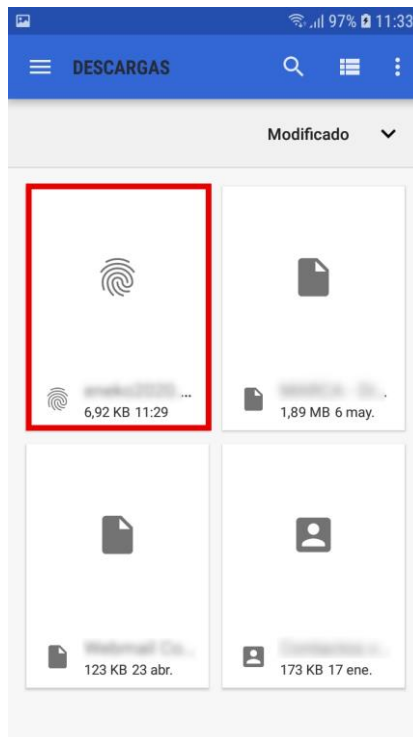 97% 11:33
DESCARGAS
Modificado
...
6,92 KB 11:29
1,89 MB 6 may.
123 KB 23 abr.
173 KB 17 ene.